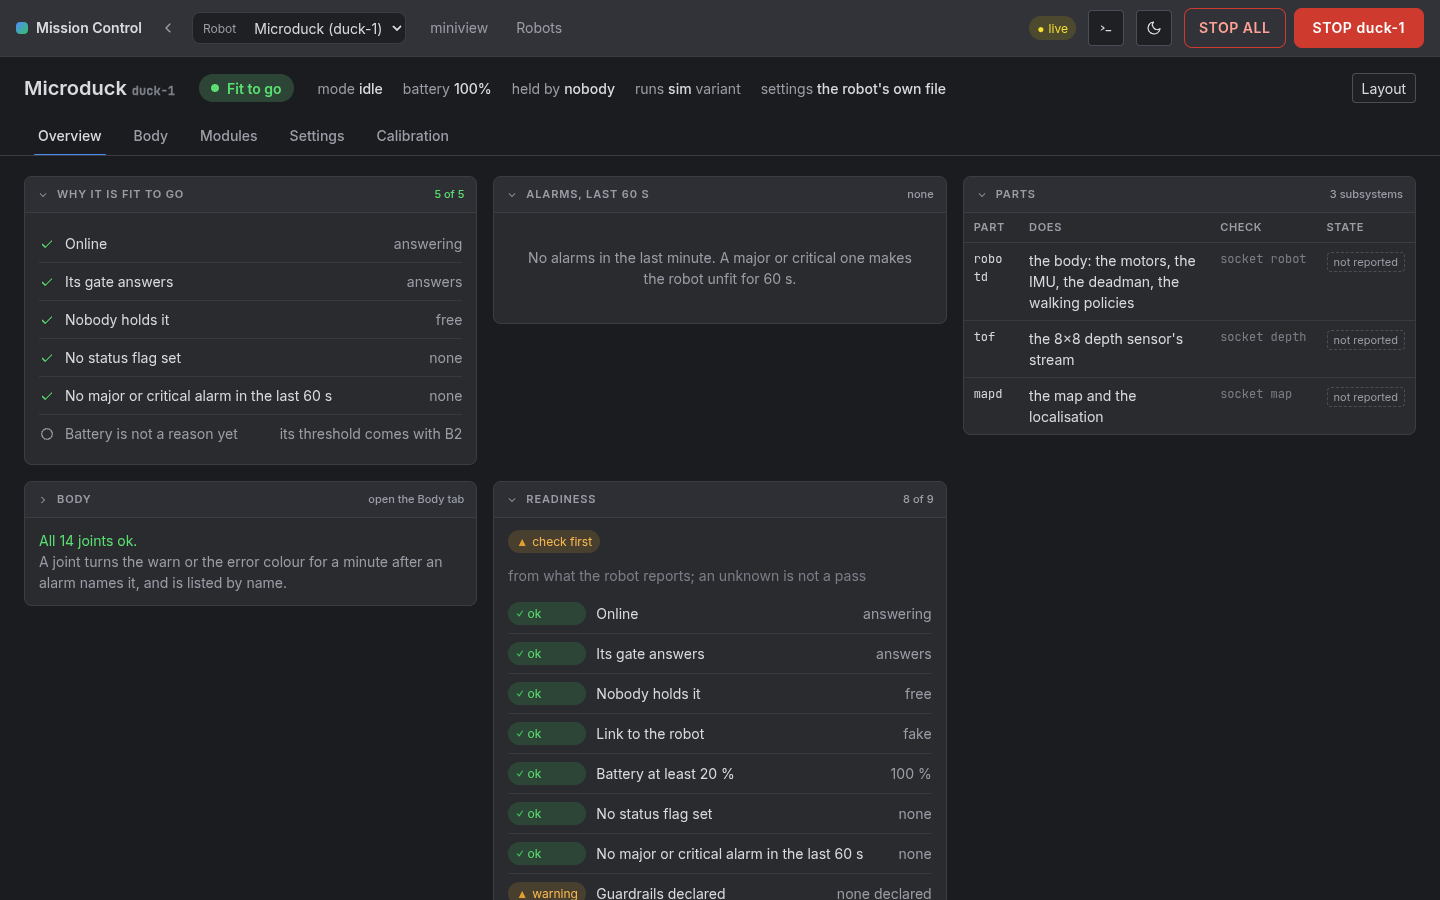 Mission Control
Robot Microduck (duck-1)
miniview
Robots
live
STOP ALL
STOP duck-1
Microduck duck-1
Fit to go
mode idle
battery 100%
held by nobody
runs sim variant
settings the robot's own file
Layout
Overview
Body
Modules
Settings
Calibration
WHY IT IS FIT TO GO
5 of 5
Online
answering
Its gate answers
answers
Nobody holds it
free
No status flag set
none
No major or critical alarm in the last 60 s
none
Battery is not a reason yet
its threshold comes with B2
ALARMS, LAST 60 S
none
No alarms in the last minute. A major or critical one makes
the robot unfit for 60 s.
PARTS
3 subsystems
PART DOES CHECK STATE
robo
td
the body: the motors, the
IMU, the deadman, the
walking policies
socket robot
not reported
tof
the 8×8 depth sensor's
stream
socket depth
not reported
mapd
the map and the
localisation
socket map
not reported
BODY
open the Body tab
All 14 joints ok.
A joint turns the warn or the error colour for a minute after an
alarm names it, and is listed by name.
READINESS
8 of 9
check first
from what the robot reports; an unknown is not a pass
ok Online answering
ok Its gate answers answers
ok Nobody holds it free
ok Link to the robot fake
ok Battery at least 20 % 100 %
ok No status flag set none
ok No major or critical alarm in the last 60 s none
warning Guardrails declared none declared